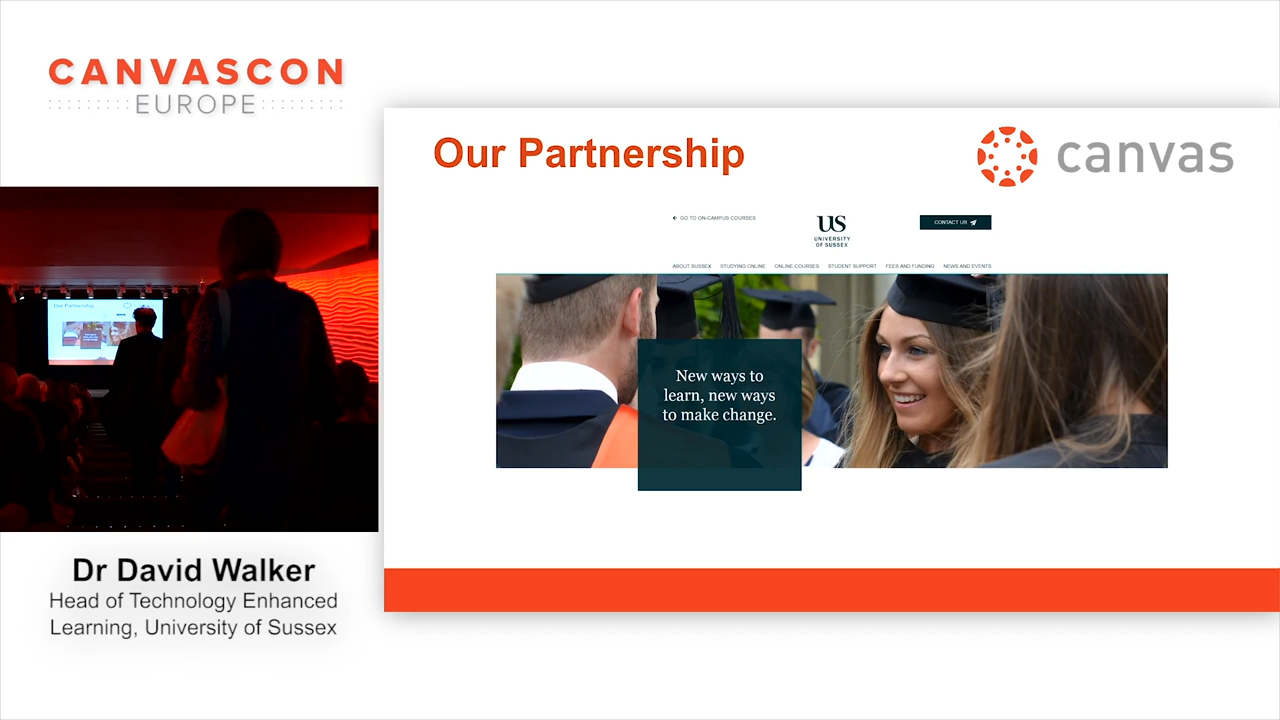 CANVASCON
EUROPE
Our Partnership
canvas
GO TO ON-CAMPUS COURSES
US
UNIVERSITY
OF SUSSEX
CONTACT US
ABOUT SUSSEX STUDYING ONLINE ONLINE COURSES STUDENT SUPPORT FEES AND FUNDING NEWS AND EVENTS
New ways to
learn, new ways
to make change.
Our Partnership
Dr David Walker
Head of Technology Enhanced
Learning, University of Sussex